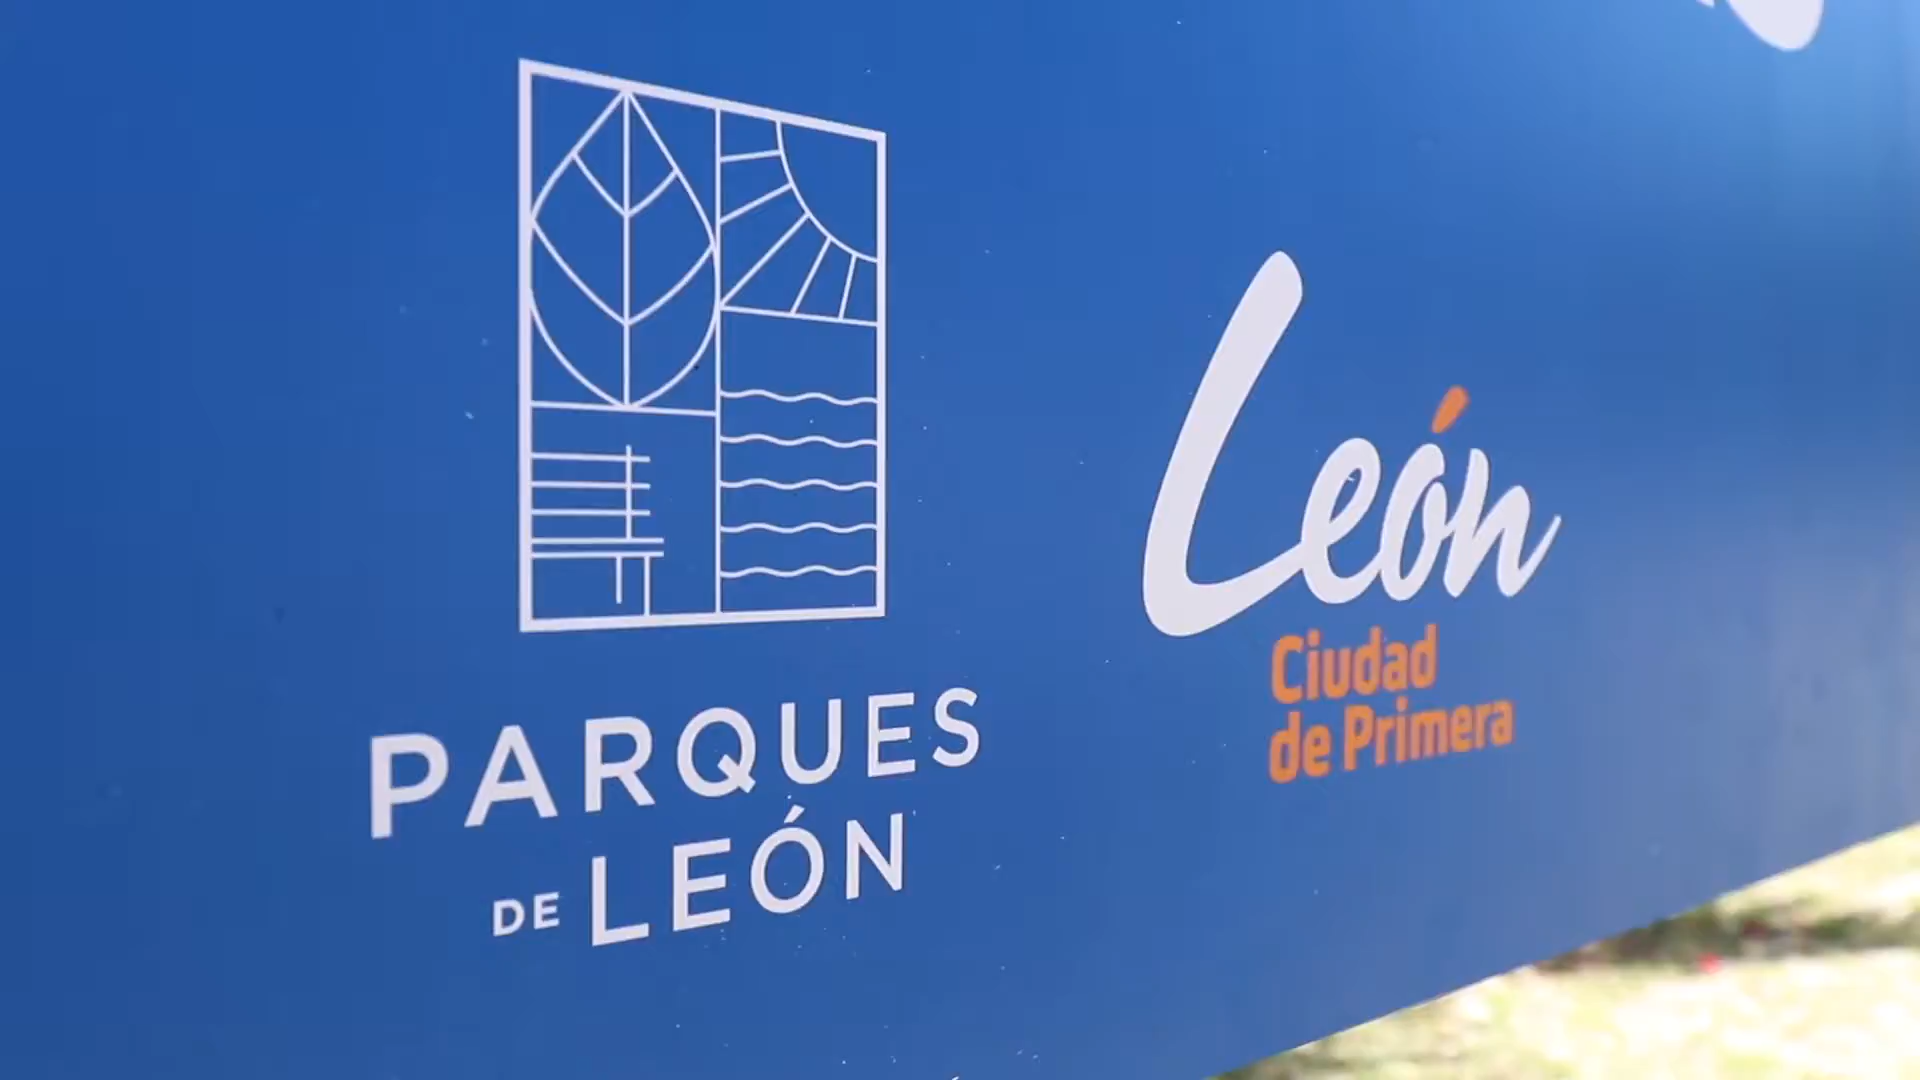 PARQUES
DE LEÓN
León
Ciudad
de Primera